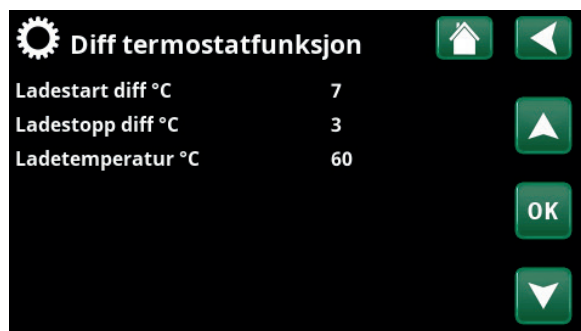 Diff termostatfunksjon
Ladestart diff °C 7
Ladestopp diff °C 3
Ladetemperatur °C 60
OK